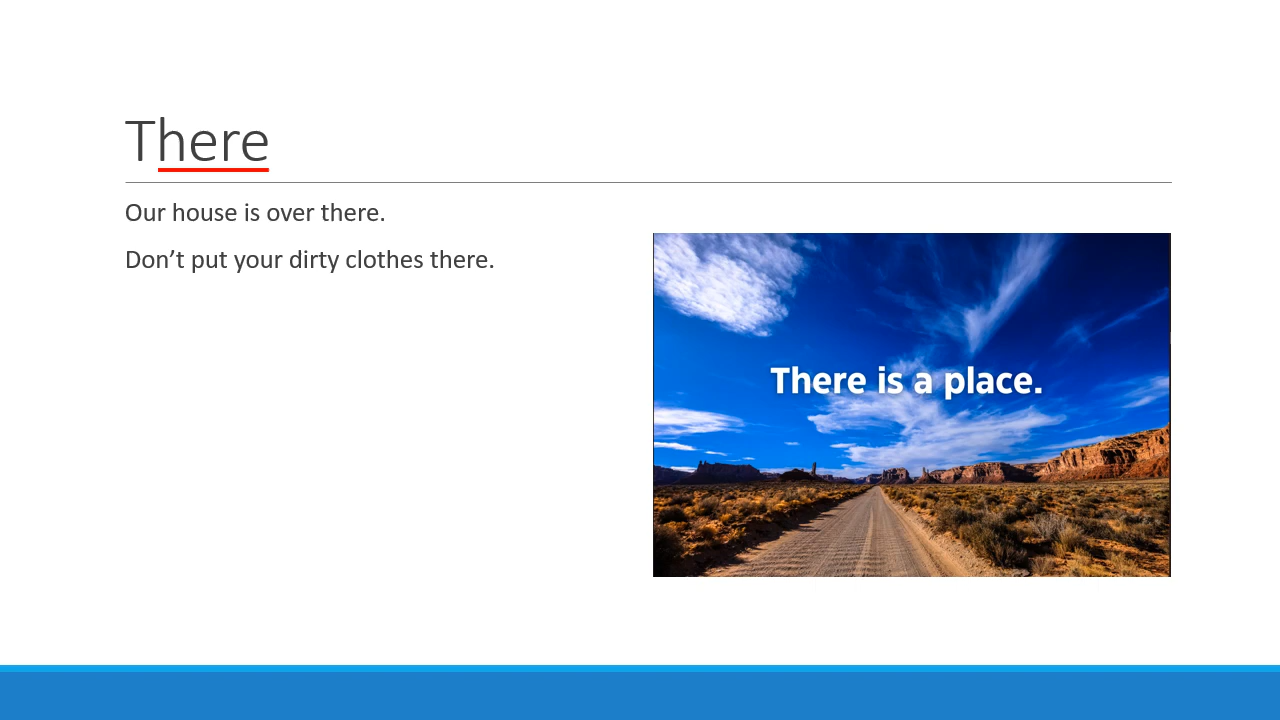 There
Our house is over there.
Don’t put your dirty clothes there.
There is a place.